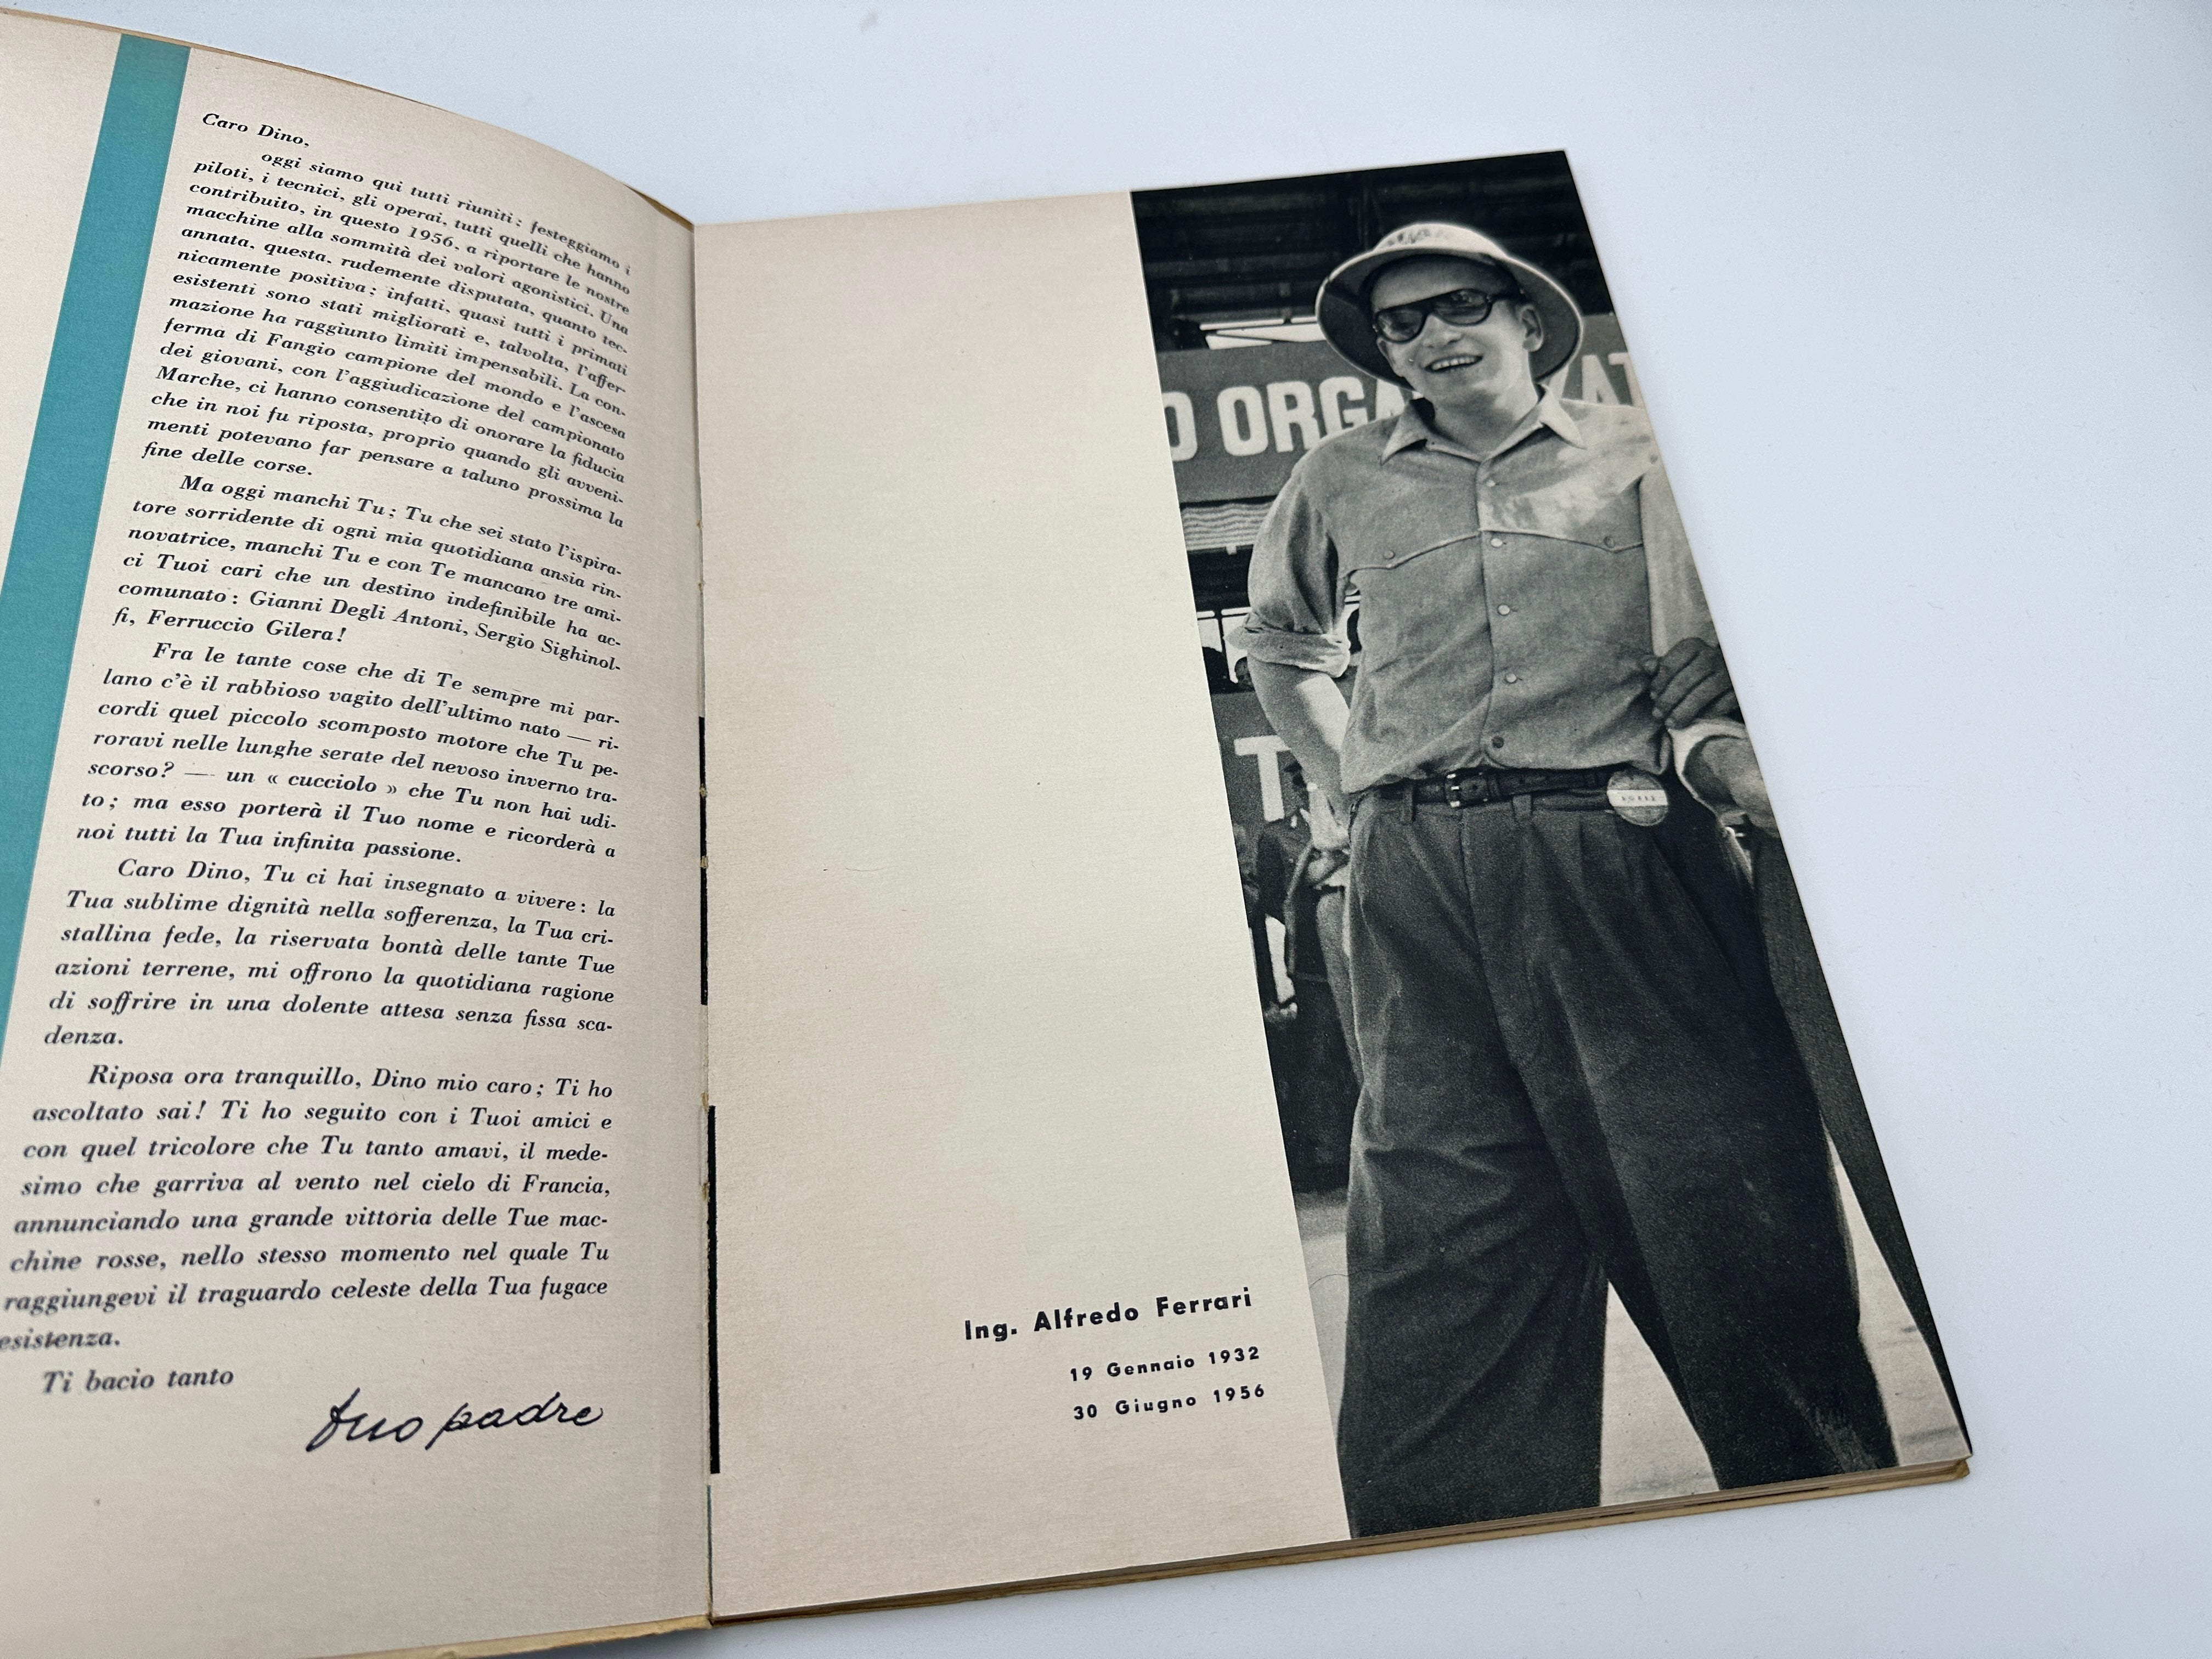 Caro Dino,
oggi siamo qui tutti riuniti: festeggiamo i
piloti, i tecnici, gli operai, tutti quelli che hanno
contribuito, in questo 1956, a riportare le nostre
macchine alla sommità dei valori agonistici. Una
annata, questa, rudemente disputata, quanto tec-
nicamente positiva; infatti, quasi tutti i primati
esistenti sono stati migliorati e, talvolta, l'affer-
mazione ha raggiunto limiti impensabili. La con-
ferma di Fangio campione del mondo e l'ascesa
dei giovani, con l'aggiudicazione del campionato
Marche, ci hanno consentito di onorare la fiducia
che in noi fu riposta, proprio quando gli avveni-
menti potevano far pensare a taluno prossima la
fine delle corse.
Ma oggi manchi Tu; Tu che sei stato l'ispira-
tore sorridente di ogni mia quotidiana ansia rin-
novatrice, manchi Tu e con Te mancano tre ami-
ci Tuoi cari che un destino indefinibile ha ac-
comunato: Gianni Degli Antoni, Sergio Sighinol-
fi, Ferruccio Gilera!
Fra le tante cose che di Te sempre mi par-
lano c'è il rabbioso vagito dell'ultimo nato — ri-
cordi quel piccolo scomposto motore che Tu pe-
roravi nelle lunghe serate del nevoso inverno tra-
scorso? — un « cucciolo » che Tu non hai udi-
to; ma esso porterà il Tuo nome e ricorderà a
noi tutti la Tua infinita passione.
Caro Dino, Tu ci hai insegnato a vivere: la
Tua sublime dignità nella sofferenza, la Tua cri-
stallina fede, la riservata bontà delle tante Tue
azioni terrene, mi offrono la quotidiana ragione
di soffrire in una dolente attesa senza fissa sca-
denza.
Riposa ora tranquillo, Dino mio caro; Ti ho
ascoltato sai! Ti ho seguito con i Tuoi amici e
con quel tricolore che Tu tanto amavi, il mede-
simo che garriva al vento nel cielo di Francia,
annunciando una grande vittoria delle Tue mac-
chine rosse, nello stesso momento nel quale Tu
raggiungevi il traguardo celeste della Tua fugace
esistenza.
Ti bacio tanto
tuo padre
Ing. Alfredo Ferrari
19 Gennaio 1932
30 Giugno 1956
O ORGA
AT
T